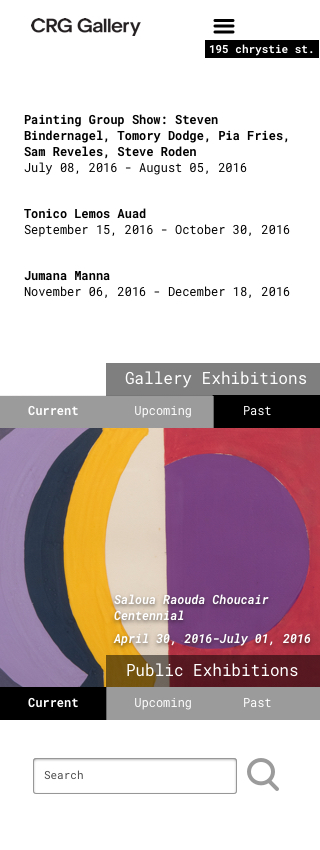 CRG Gallery
195 chrystie st.
Painting Group Show: Steven
Bindernagel, Tomory Dodge, Pia Fries,
Sam Reveles, Steve Roden
July 08, 2016 - August 05, 2016
Tonico Lemos Auad
September 15, 2016 - October 30, 2016
Jumana Manna
November 06, 2016 - December 18, 2016
Gallery Exhibitions
Current Upcoming Past
Saloua Raouda Choucair
Centennial
April 30, 2016-July 01, 2016
Public Exhibitions
Current Upcoming Past
Search